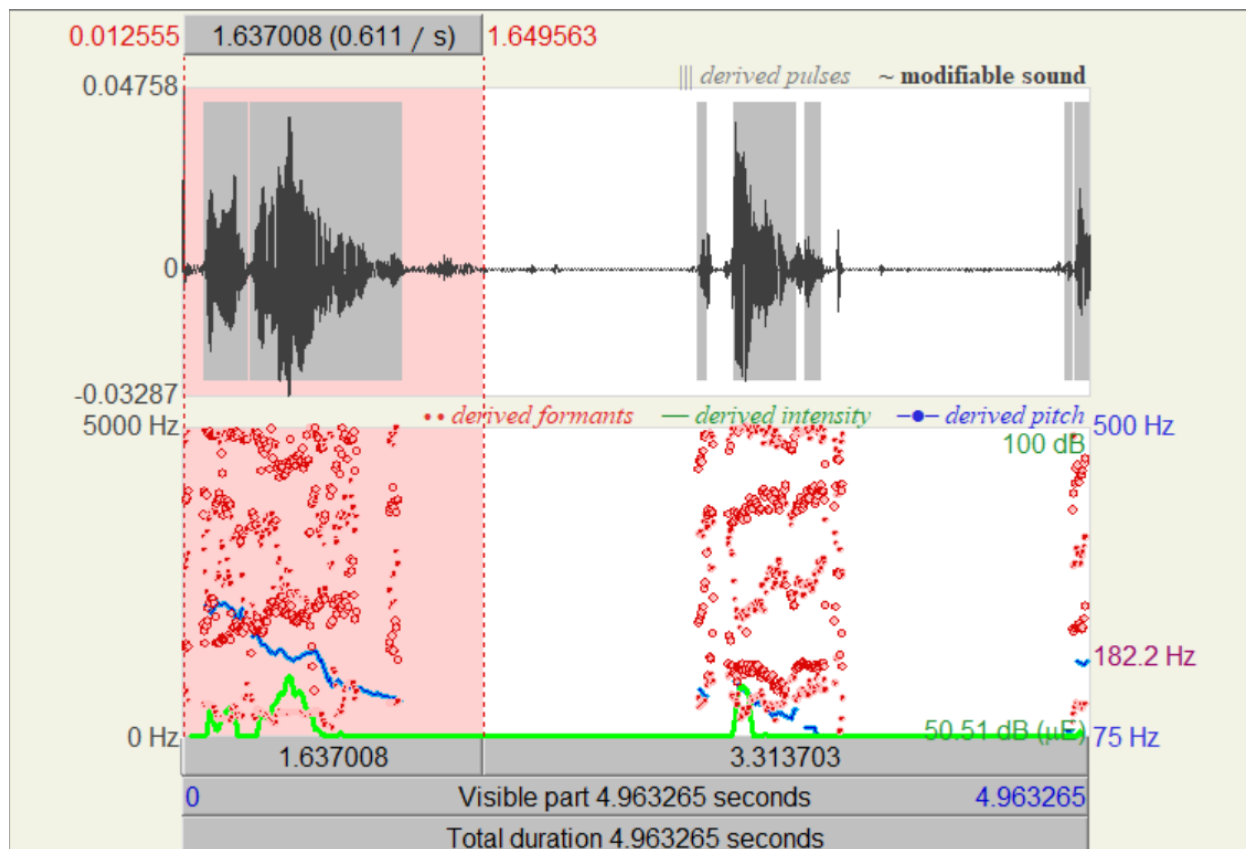 0.012555 1.637008 (0.611 / s) 1.649563
||| derived pulses ~ modifiable sound
0.04758
0
-0.03287
•• derived formants — derived intensity –●– derived pitch
5000 Hz 500 Hz
100 dB
182.2 Hz
0 Hz 50.51 dB (µE) 75 Hz
1.637008 3.313703
0 Visible part 4.963265 seconds 4.963265
Total duration 4.963265 seconds